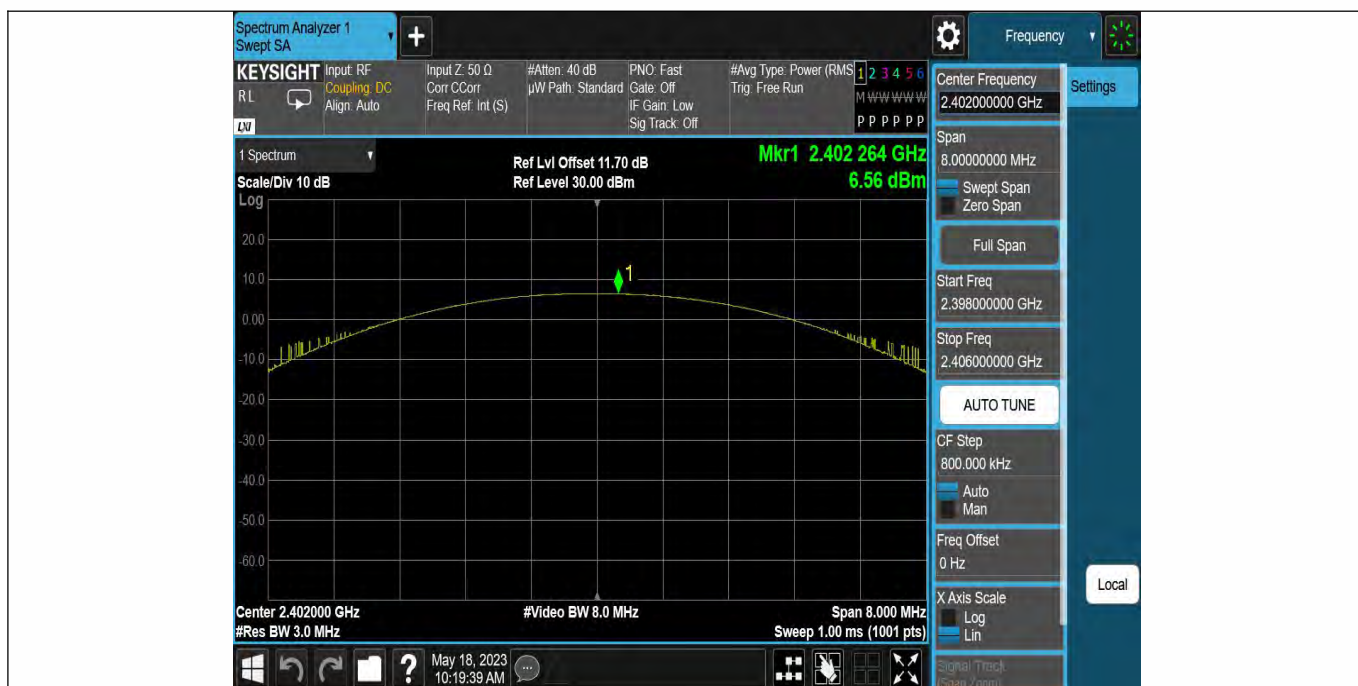 Spectrum Analyzer 1
Swept SA
Frequency
KEYSIGHT
R L
LXI
Input: RF
Coupling: DC
Align: Auto
Input Z: 50 Ω
Corr CCorr
Freq Ref: Int (S)
#Atten: 40 dB
µW Path: Standard
PNO: Fast
Gate: Off
IF Gain: Low
Sig Track: Off
#Avg Type: Power (RMS
Trig: Free Run
1 2 3 4 5 6
M W W W W W
P P P P P P
1 Spectrum
Scale/Div 10 dB
Log
Ref Lvl Offset 11.70 dB
Ref Level 30.00 dBm
Mkr1 2.402 264 GHz
6.56 dBm
20.0
10.0
0.00
-10.0
-20.0
-30.0
-40.0
-50.0
-60.0
1
Center 2.402000 GHz
#Res BW 3.0 MHz
#Video BW 8.0 MHz
Span 8.000 MHz
Sweep 1.00 ms (1001 pts)
May 18, 2023
10:19:39 AM
Center Frequency
2.402000000 GHz
Settings
Span
8.00000000 MHz
Swept Span
Zero Span
Full Span
Start Freq
2.398000000 GHz
Stop Freq
2.406000000 GHz
AUTO TUNE
CF Step
800.000 kHz
Auto
Man
Freq Offset
0 Hz
X Axis Scale
Log
Lin
Local
Signal Track
(Span Zoom)